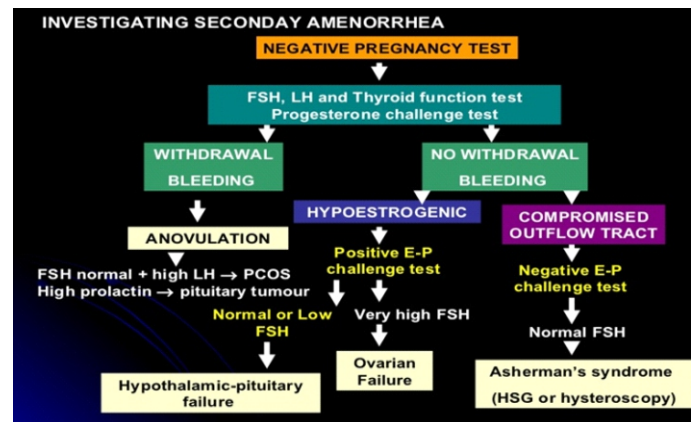 INVESTIGATING SECONDAY AMENORRHEA
NEGATIVE PREGNANCY TEST
FSH, LH and Thyroid function test
Progesterone challenge test
WITHDRAWAL
BLEEDING
NO WITHDRAWAL
BLEEDING
ANOVULATION
FSH normal + high LH → PCOS
High prolactin → pituitary tumour
HYPOESTROGENIC
Positive E-P
challenge test
Normal or Low
FSH
Hypothalamic-pituitary
failure
Very high FSH
Ovarian
Failure
COMPROMISED
OUTFLOW TRACT
Negative E-P
challenge test
Normal FSH
Asherman's syndrome
(HSG or hysteroscopy)